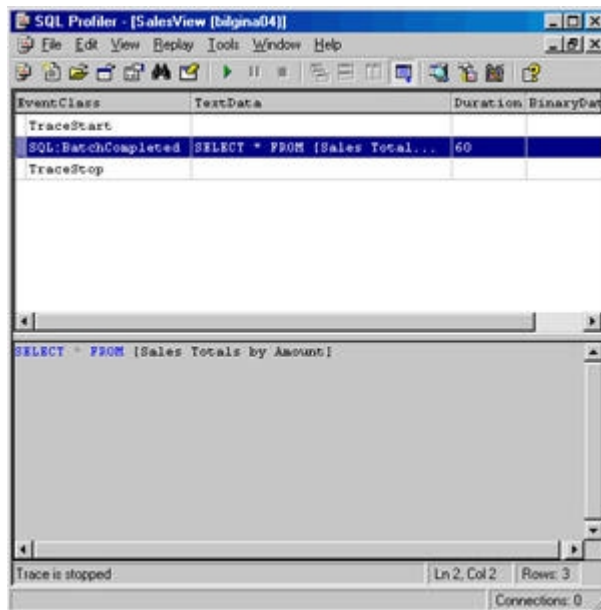 SQL Profiler - [SalesView (bilgina04)]
File Edit View Replay Tools Window Help
EventClass TextData Duration BinaryDat
TraceStart
SQL:BatchCompleted SELECT * FROM [Sales Total... 60
TraceStop
SELECT * FROM [Sales Totals by Amount]
Trace is stopped Ln 2, Col 2 Rows: 3
Connections: 0